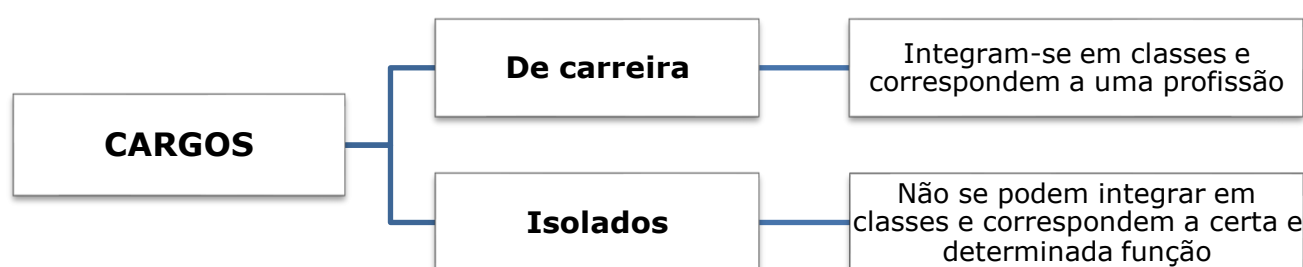 CARGOS
De carreira
Integram-se em classes e
correspondem a uma profissão
Isolados
Não se podem integrar em
classes e correspondem a certa e
determinada função